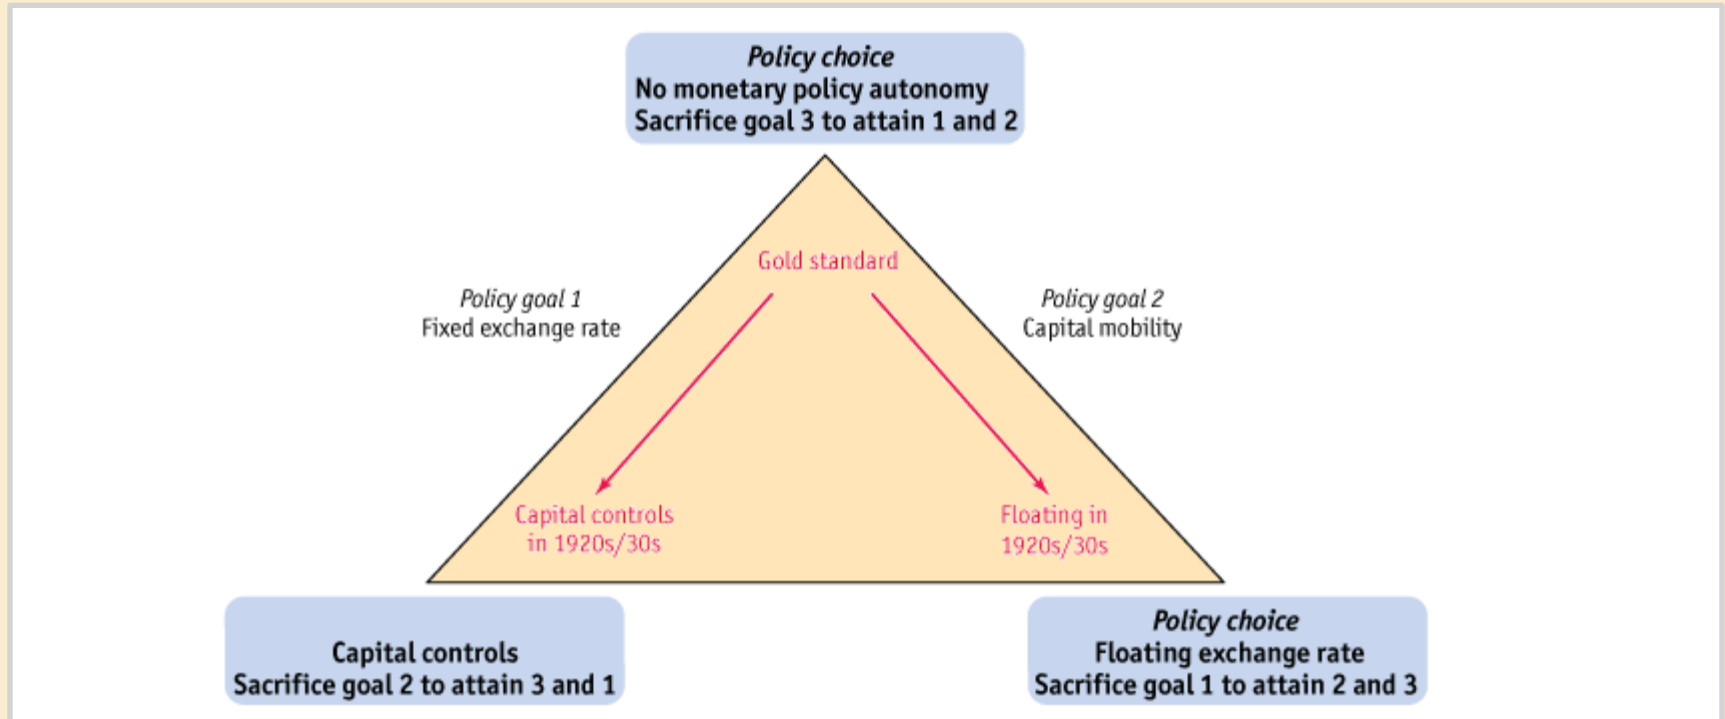 Policy choice
No monetary policy autonomy
Sacrifice goal 3 to attain 1 and 2
Gold standard
Policy goal 1
Fixed exchange rate
Policy goal 2
Capital mobility
Capital controls
in 1920s/30s
Floating in
1920s/30s
Capital controls
Sacrifice goal 2 to attain 3 and 1
Policy choice
Floating exchange rate
Sacrifice goal 1 to attain 2 and 3